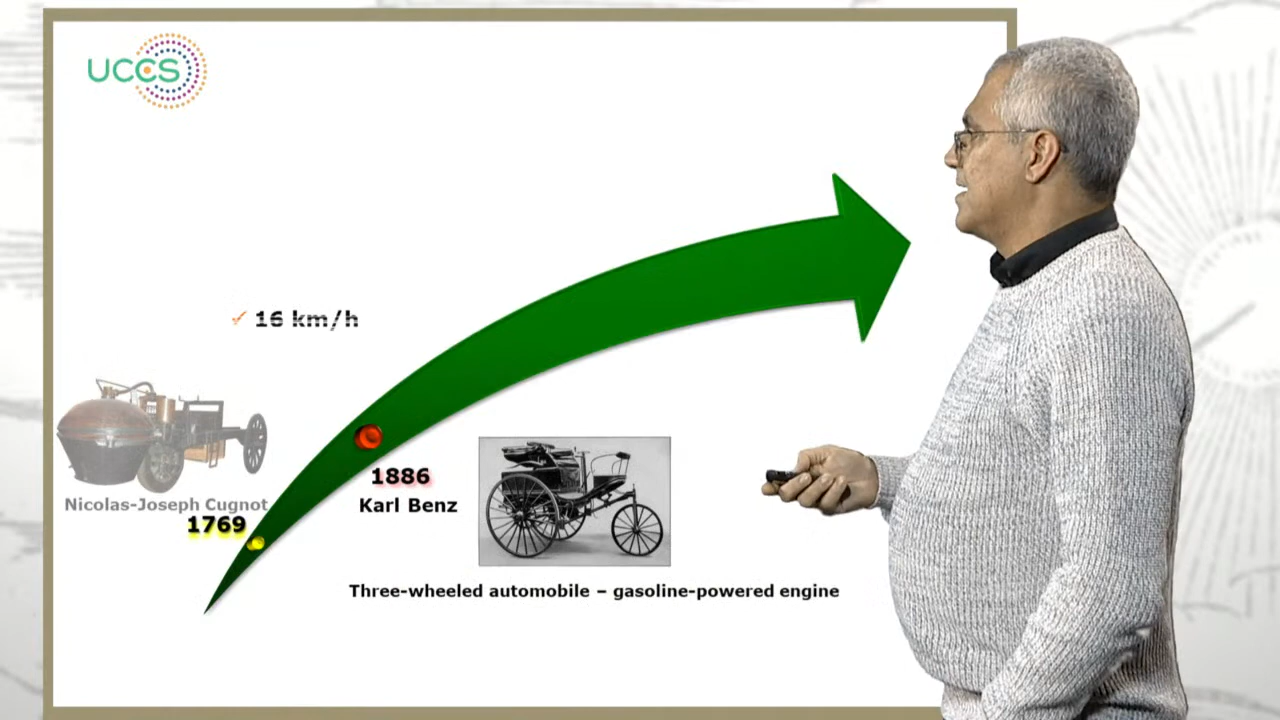 UCCS
16 km/h
Nicolas-Joseph Cugnot
1769
1886
Karl Benz
Three-wheeled automobile – gasoline-powered engine